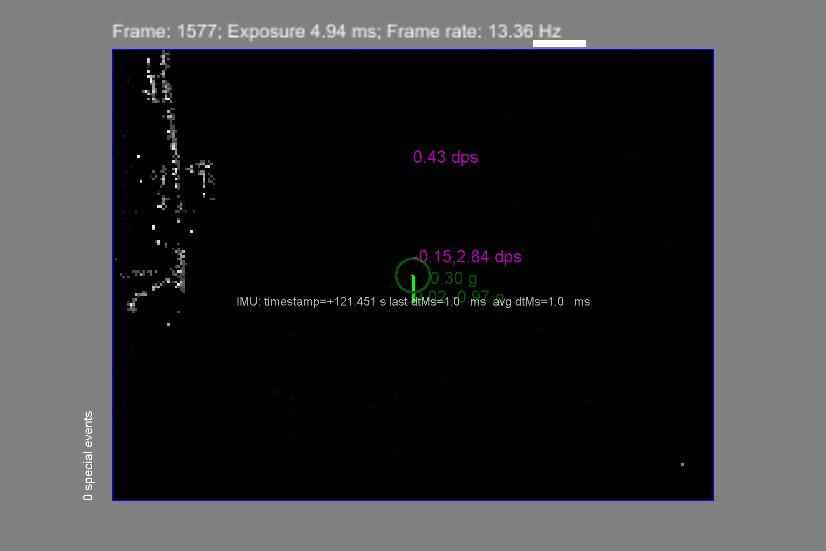 Frame: 1577; Exposure 4.94 ms; Frame rate: 13.36 Hz
0.43 dps
-0.15,2.84 dps
0.30 g
0.97 g
IMU: timestamp=+121.451 s last dtMs=1.0 ms avg dtMs=1.0 ms
0 special events